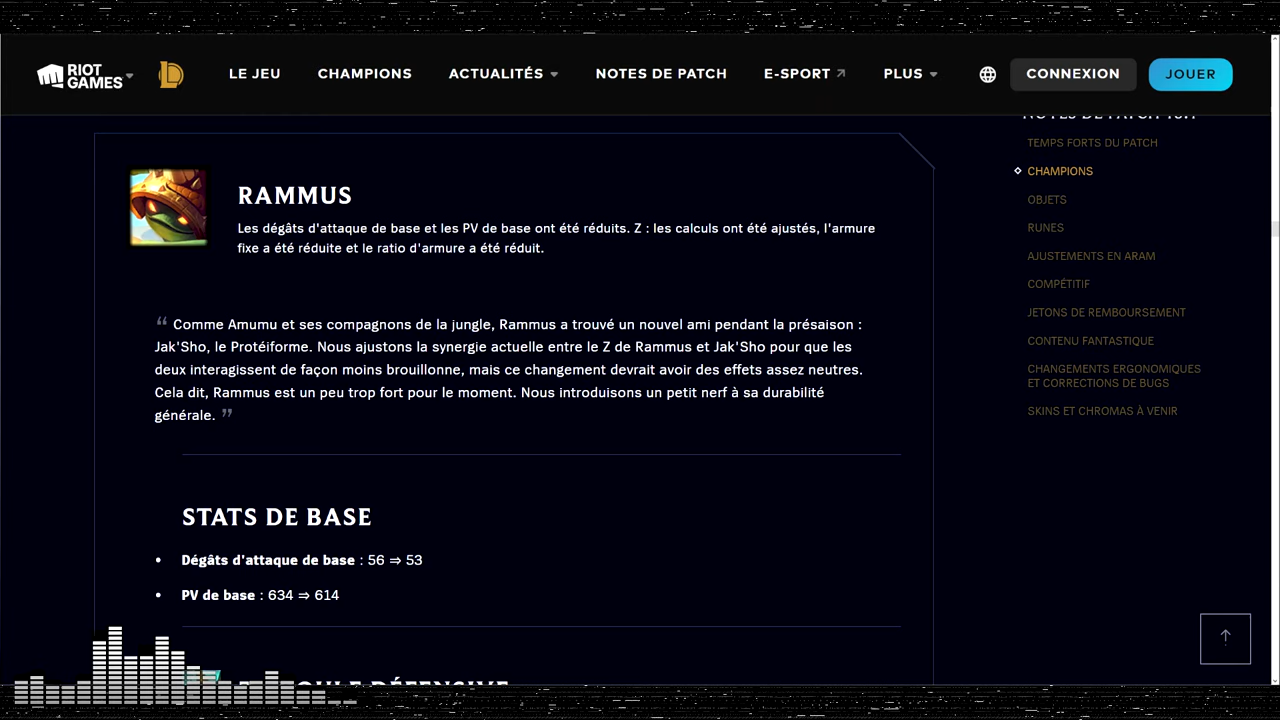 RIOT GAMES
LE JEU
CHAMPIONS
ACTUALITÉS
NOTES DE PATCH
E-SPORT
PLUS
CONNEXION
JOUER
RAMMUS
Les dégâts d'attaque de base et les PV de base ont été réduits. Z : les calculs ont été ajustés, l'armure
fixe a été réduite et le ratio d'armure a été réduit.
“ Comme Amumu et ses compagnons de la jungle, Rammus a trouvé un nouvel ami pendant la présaison :
Jak'Sho, le Protéiforme. Nous ajustons la synergie actuelle entre le Z de Rammus et Jak'Sho pour que les
deux interagissent de façon moins brouillonne, mais ce changement devrait avoir des effets assez neutres.
Cela dit, Rammus est un peu trop fort pour le moment. Nous introduisons un petit nerf à sa durabilité
générale. ”
STATS DE BASE
• Dégâts d'attaque de base : 56 ⇒ 53
• PV de base : 634 ⇒ 614
DÉFENSIVE
NOTES DE PATCH
TEMPS FORTS DU PATCH
CHAMPIONS
OBJETS
RUNES
AJUSTEMENTS EN ARAM
COMPÉTITIF
JETONS DE REMBOURSEMENT
CONTENU FANTASTIQUE
CHANGEMENTS ERGONOMIQUES
ET CORRECTIONS DE BUGS
SKINS ET CHROMAS À VENIR